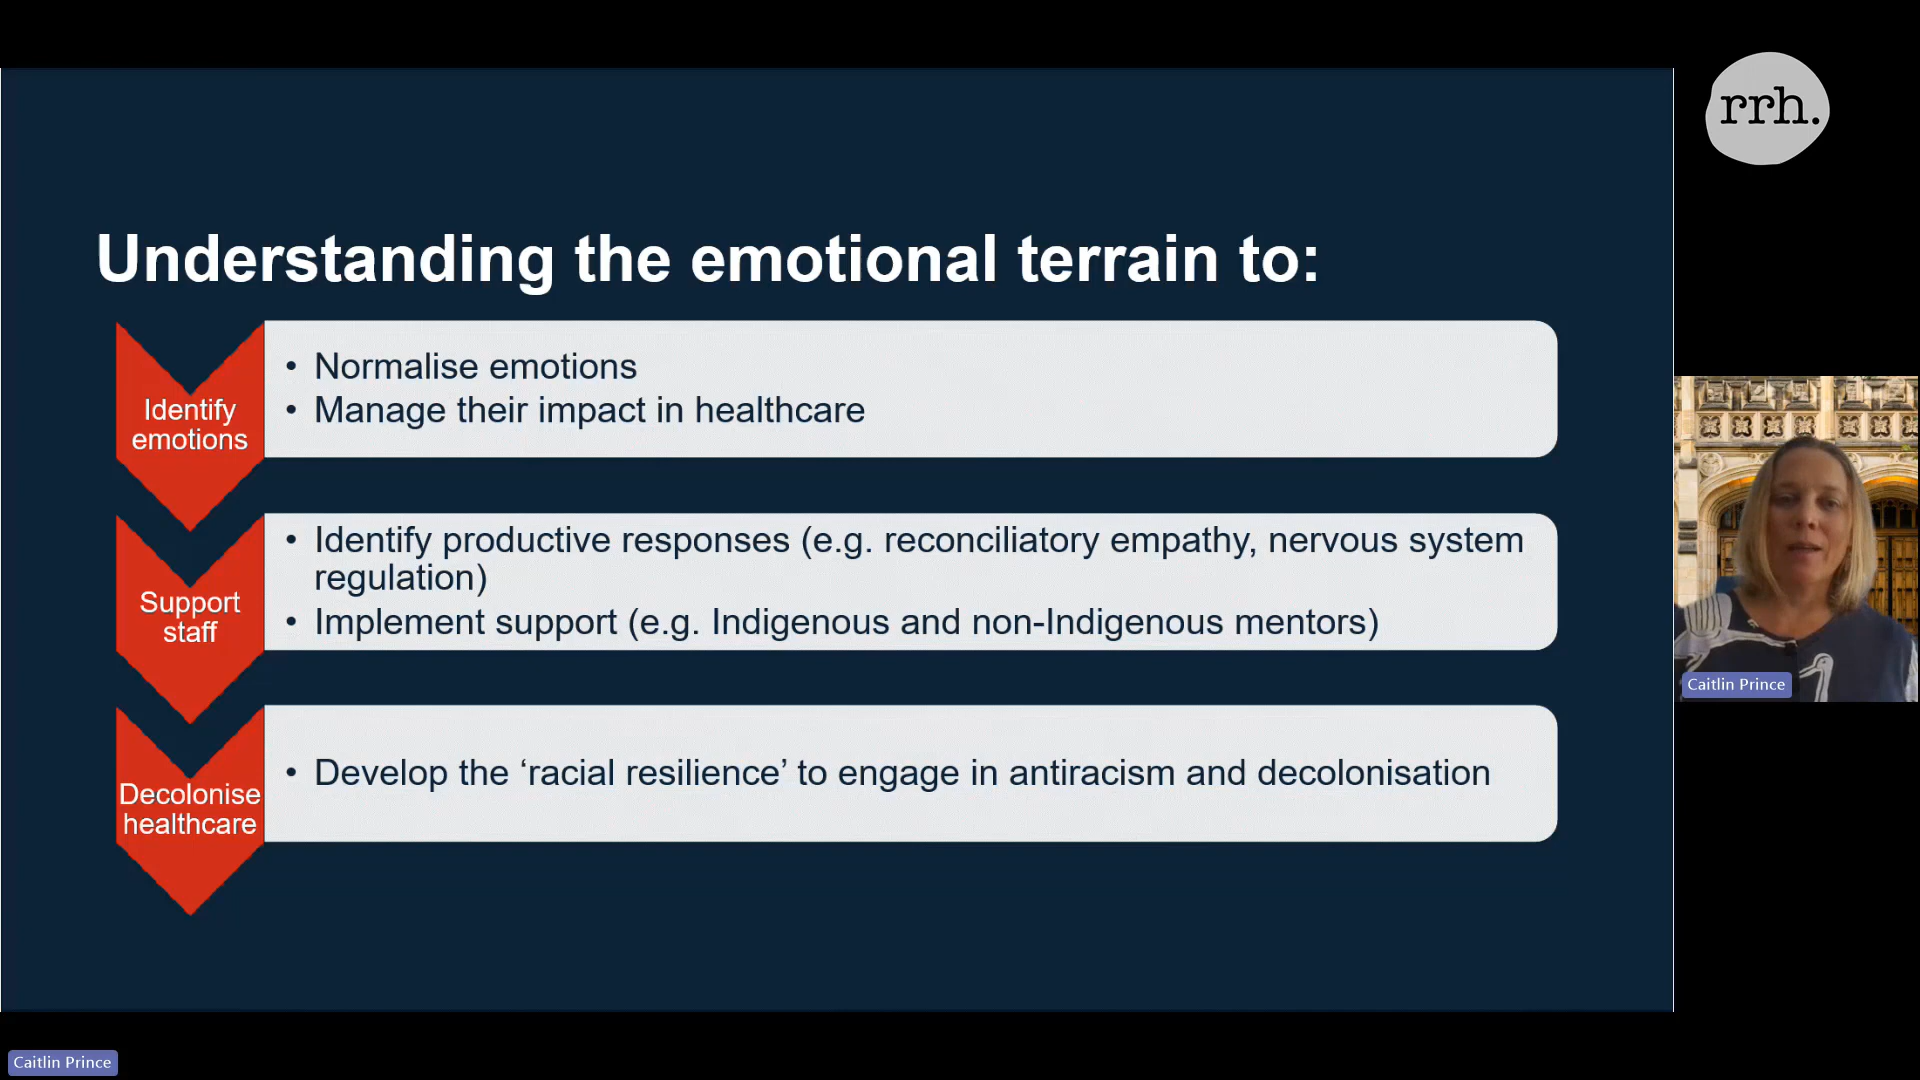 rrh.
Understanding the emotional terrain to:
Identify
emotions
• Normalise emotions
• Manage their impact in healthcare
Support
staff
• Identify productive responses (e.g. reconciliatory empathy, nervous system
regulation)
• Implement support (e.g. Indigenous and non-Indigenous mentors)
Decolonise
healthcare
• Develop the ‘racial resilience’ to engage in antiracism and decolonisation
Caitlin Prince
Caitlin Prince